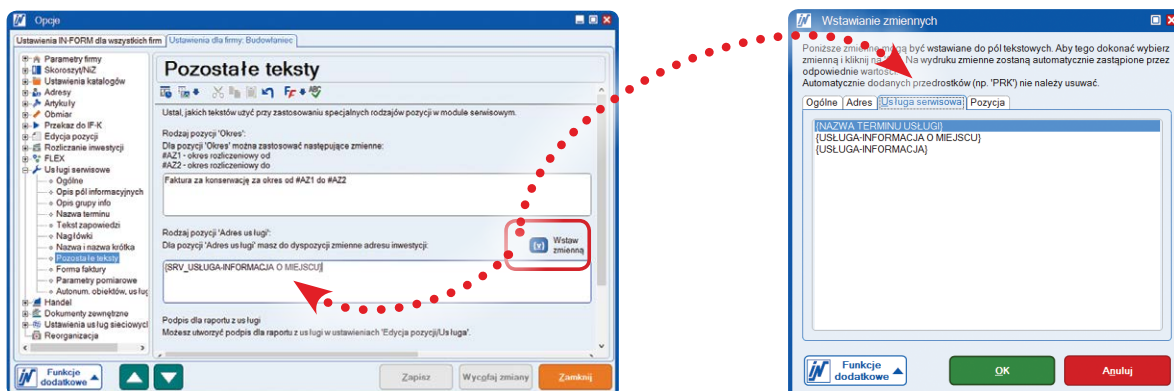 Opcje
Ustawienia IN-FORM dla wszystkich firm
Ustawienia dla firmy: Budowlaniec
Parametry firmy
Skoroszyt/NiZ
Ustawienia katalogów
Adresy
Artykuły
Obmiar
Przekaz do IF-K
Edycja pozycji
Rozliczanie inwestycji
FLEX
Usługi serwisowe
Ogólne
Opis pól informacyjnych
Opis grupy info
Nazwa terminu
Tekst zapowiedzi
Nagłówki
Nazwa i nazwa krótka
Pozostałe teksty
Forma faktury
Parametry pomiarowe
Autonum. obiektów, usług
Handel
Dokumenty zewnętrzne
Ustawienia usług sieciowycl
Reorganizacja
Pozostałe teksty
ABC
Ustal, jakich tekstów użyć przy zastosowaniu specjalnych rodzajów pozycji w module serwisowym.
Rodzaj pozycji 'Okres':
Dla pozycji 'Okres' można zastosować następujące zmienne:
#AZ1 - okres rozliczeniowy od
#AZ2 - okres rozliczeniowy do
Faktura za konserwację za okres od #AZ1 do #AZ2
Rodzaj pozycji 'Adres usługi':
Dla pozycji 'Adres usługi' masz do dyspozycji zmienne adresu inwestycji:
{v} Wstaw
zmienną
{SRV_USŁUGA-INFORMACJA O MIEJSCU}
Podpis dla raportu z usługi
Możesz utworzyć podpis dla raportu z usługi w ustawieniach 'Edycja pozycji/Usługa'.
Funkcje
dodatkowe
Zapisz
Wycofaj zmiany
Zamknij
Wstawianie zmiennych
Poniższe zmienne mogą być wstawiane do pól tekstowych. Aby tego dokonać wybierz
zmienną i kliknij na Na wydruku zmienne zostaną automatycznie zastąpione przez
odpowiednie wartości
Automatycznie dodanych przedrostków (np. 'PRK') nie należy usuwać.
Ogólne
Adres
Usługa serwisowa
Pozycja
{NAZWA TERMINU USŁUGI}
{USŁUGA-INFORMACJA O MIEJSCU}
{USŁUGA-INFORMACJA}
Funkcje
dodatkowe
OK
Anuluj